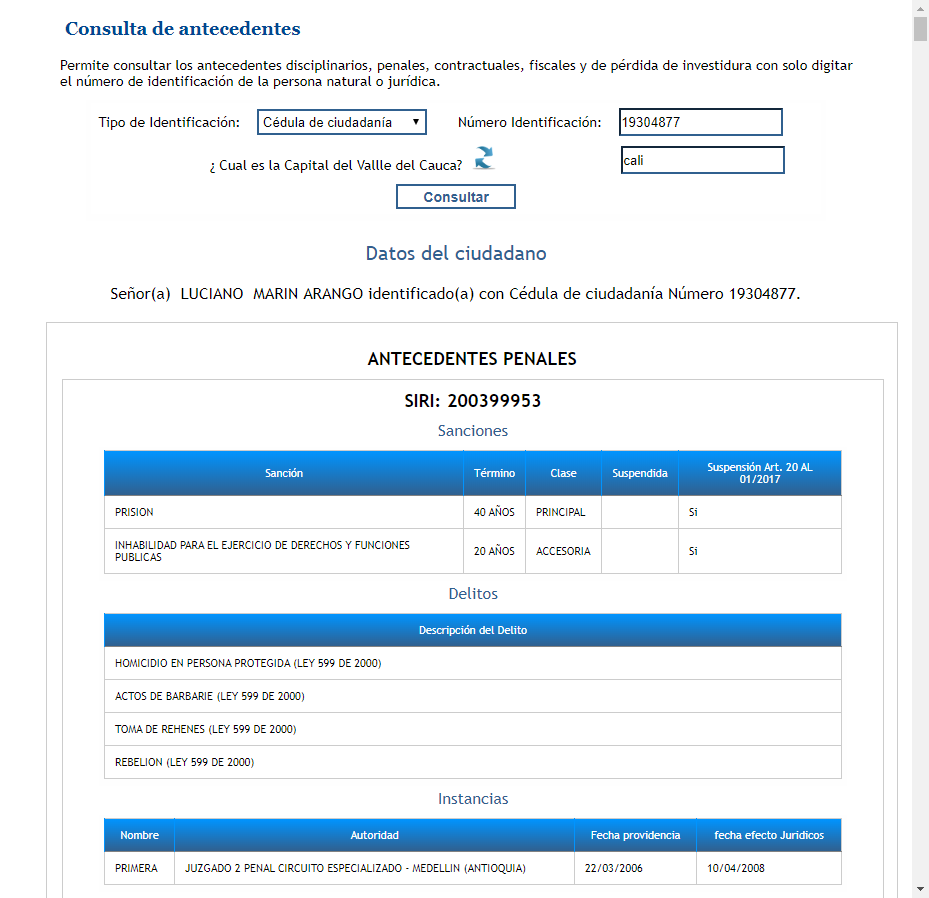 Consulta de antecedentes
Permite consultar los antecedentes disciplinarios, penales, contractuales, fiscales y de pérdida de investidura con solo digitar
el número de identificación de la persona natural o jurídica.
Tipo de Identificación: Cédula de ciudadanía Número Identificación: 19304877
¿ Cual es la Capital del Vallle del Cauca? cali
Consultar
Datos del ciudadano
Señor(a) LUCIANO MARIN ARANGO identificado(a) con Cédula de ciudadanía Número 19304877.
ANTECEDENTES PENALES
SIRI: 200399953
Sanciones
Sanción Término Clase Suspendida Suspensión Art. 20 AL
01/2017
PRISION 40 AÑOS PRINCIPAL Si
INHABILIDAD PARA EL EJERCICIO DE DERECHOS Y FUNCIONES
PUBLICAS 20 AÑOS ACCESORIA Si
Delitos
Descripción del Delito
HOMICIDIO EN PERSONA PROTEGIDA (LEY 599 DE 2000)
ACTOS DE BARBARIE (LEY 599 DE 2000)
TOMA DE REHENES (LEY 599 DE 2000)
REBELION (LEY 599 DE 2000)
Instancias
Nombre Autoridad Fecha providencia fecha efecto Juridicos
PRIMERA JUZGADO 2 PENAL CIRCUITO ESPECIALIZADO - MEDELLIN (ANTIOQUIA) 22/03/2006 10/04/2008